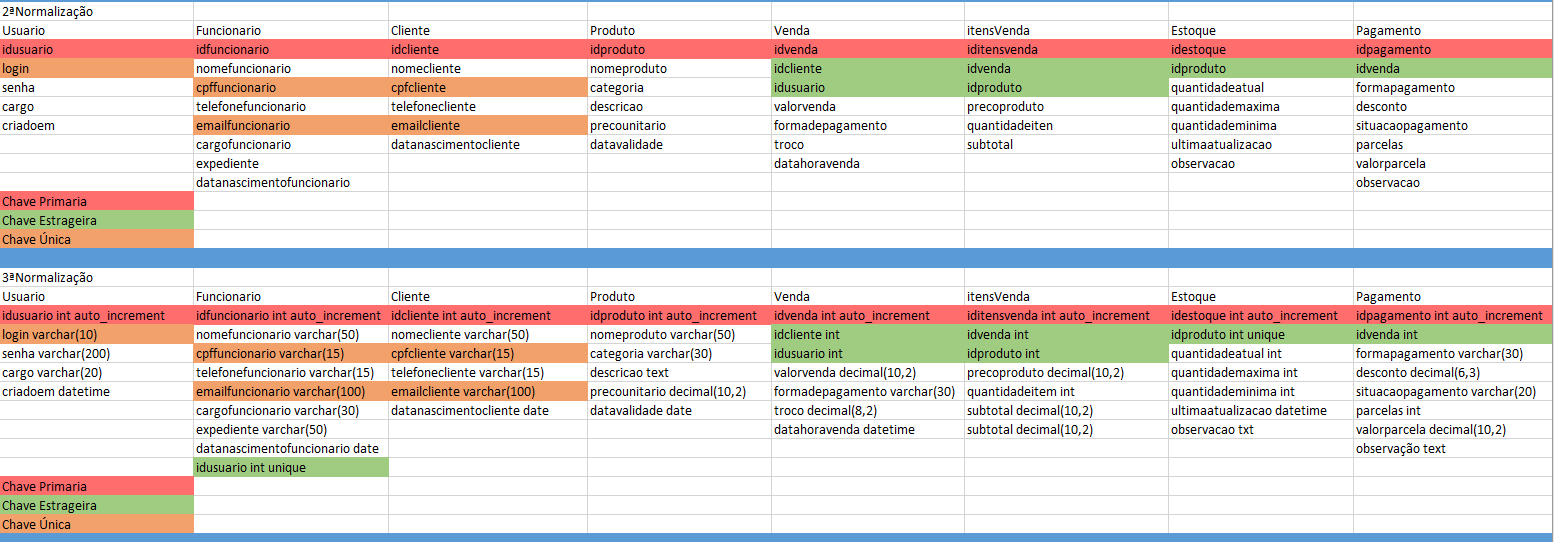 2ªNormalização
Usuario Funcionario Cliente Produto Venda itensVenda Estoque Pagamento
idusuario idfuncionario idcliente idproduto idvenda iditensvenda idestoque idpagamento
login nomefuncionario nomecliente nomeproduto idcliente idvenda idproduto idvenda
senha cpffuncionario cpfcliente categoria idusuario idproduto quantidadeatual formapagamento
cargo telefonefuncionario telefonecliente descricao valorvenda precoproduto quantidademaxima desconto
criadoem emailfuncionario emailcliente precounitario formadepagamento quantidadeiten quantidademinima situacaopagamento
cargofuncionario datanascimentocliente datavalidade troco subtotal ultimaatualizacao parcelas
expediente datahoravenda observacao valorparcela
datanascimentofuncionario observacao
Chave Primaria
Chave Estrageira
Chave Única
3ªNormalização
Usuario Funcionario Cliente Produto Venda itensVenda Estoque Pagamento
idusuario int auto_increment idfuncionario int auto_increment idcliente int auto_increment idproduto int auto_increment idvenda int auto_increment iditensvenda int auto_increment idestoque int auto_increment idpagamento int auto_increment
login varchar(10) nomefuncionario varchar(50) nomecliente varchar(50) nomeproduto varchar(50) idcliente int idvenda int idproduto int unique idvenda int
senha varchar(200) cpffuncionario varchar(15) cpfcliente varchar(15) categoria varchar(30) idusuario int idproduto int quantidadeatual int formapagamento varchar(30)
cargo varchar(20) telefonefuncionario varchar(15) telefonecliente varchar(15) descricao text valorvenda decimal(10,2) precoproduto decimal(10,2) quantidademaxima int desconto decimal(6,3)
criadoem datetime emailfuncionario varchar(100) emailcliente varchar(100) precounitario decimal(10,2) formadepagamento varchar(30) quantidadeitem int quantidademinima int situacaopagamento varchar(20)
cargofuncionario varchar(30) datanascimentocliente date datavalidade date troco decimal(8,2) subtotal decimal(10,2) ultimaatualizacao datetime parcelas int
expediente varchar(50) datahoravenda datetime subtotal decimal(10,2) observacao txt valorparcela decimal(10,2)
datanascimentofuncionario date observação text
idusuario int unique
Chave Primaria
Chave Estrageira
Chave Única